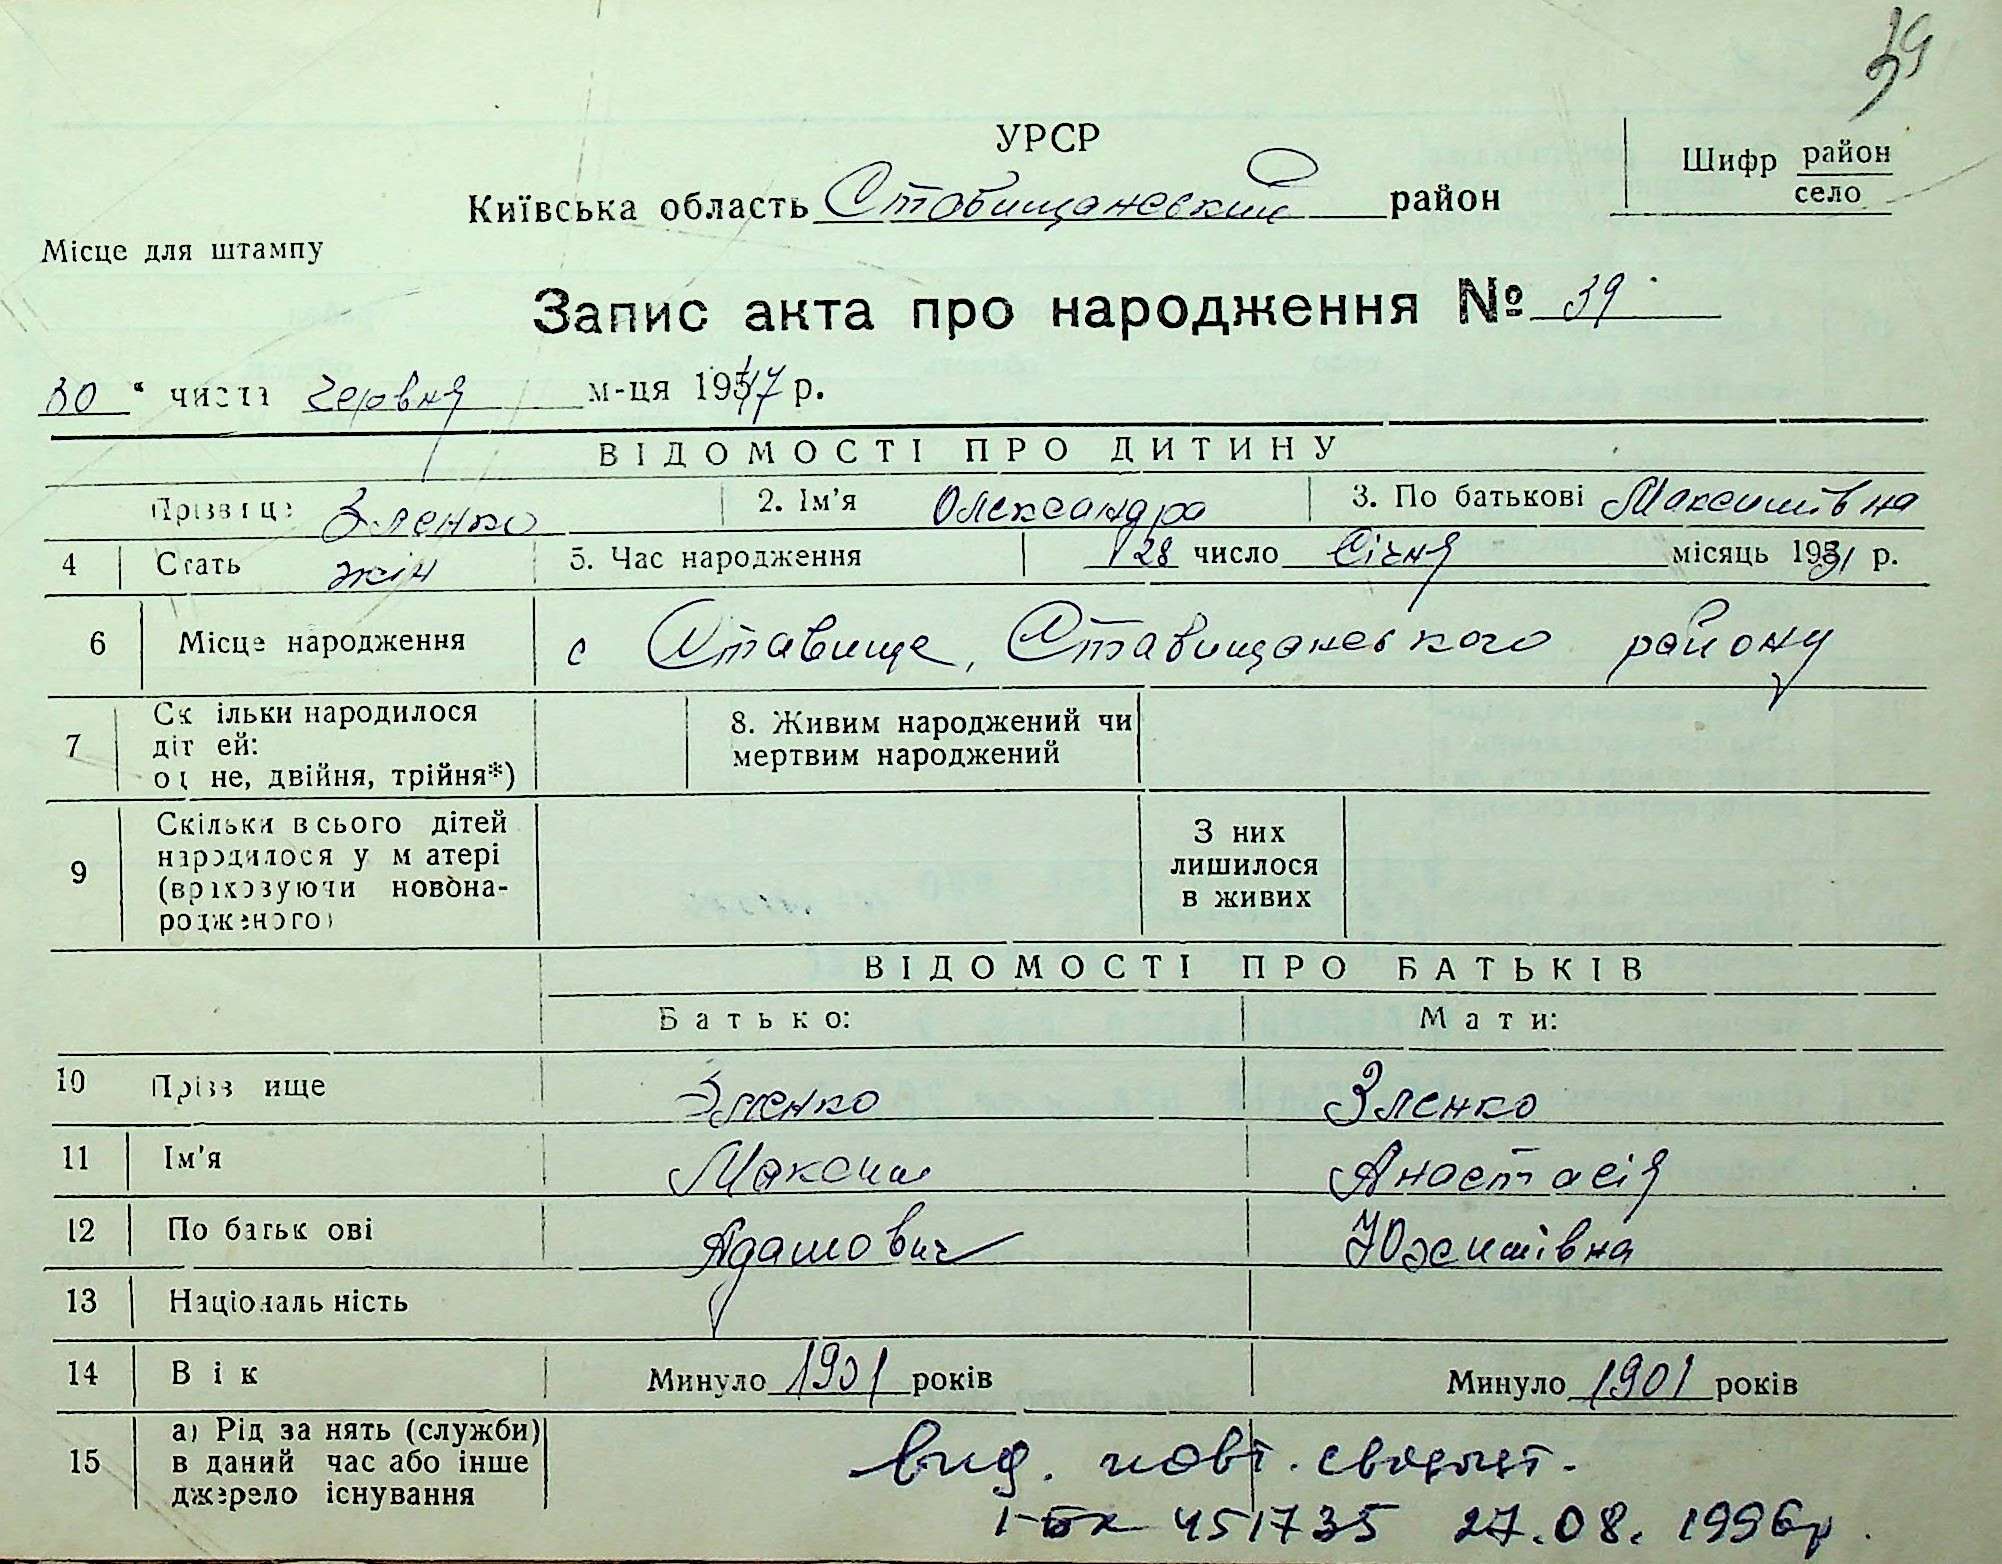 39
УРСР
Київська область Ставищанський район
Шифр район
село
Місце для штампу
Запис акта про народження № 39
30 " числа червня м-ця 1947 р.
ВІДОМОСТІ ПРО ДИТИНУ
Прізвище Зленко 2. Ім'я Олександра 3. По батькові Максимівна
4 Стать жін 5. Час народження 28 число Січня місяць 1931 р.
6 Місце народження с Ставище, Ставищанського району
7 Скільки народилося
дітей:
одне, двійня, трійня*)
8. Живим народжений чи
мертвим народжений
9 Скільки всього дітей
народилося у матері
(враховуючи новона-
родженого)
З них
лишилося
в живих
ВІДОМОСТІ ПРО БАТЬКІВ
Батько: Мати:
10 Прізвище Зленко Зленко
11 Ім'я Максим Анастасія
12 По батькові Адамович Юхимівна
13 Національність
14 Вік Минуло 1901 років Минуло 1901 років
15 а) Рід занять (служби)
в даний час або інше
джерело існування
вид. повт. свідоцт.
451735 27.08.1996р.